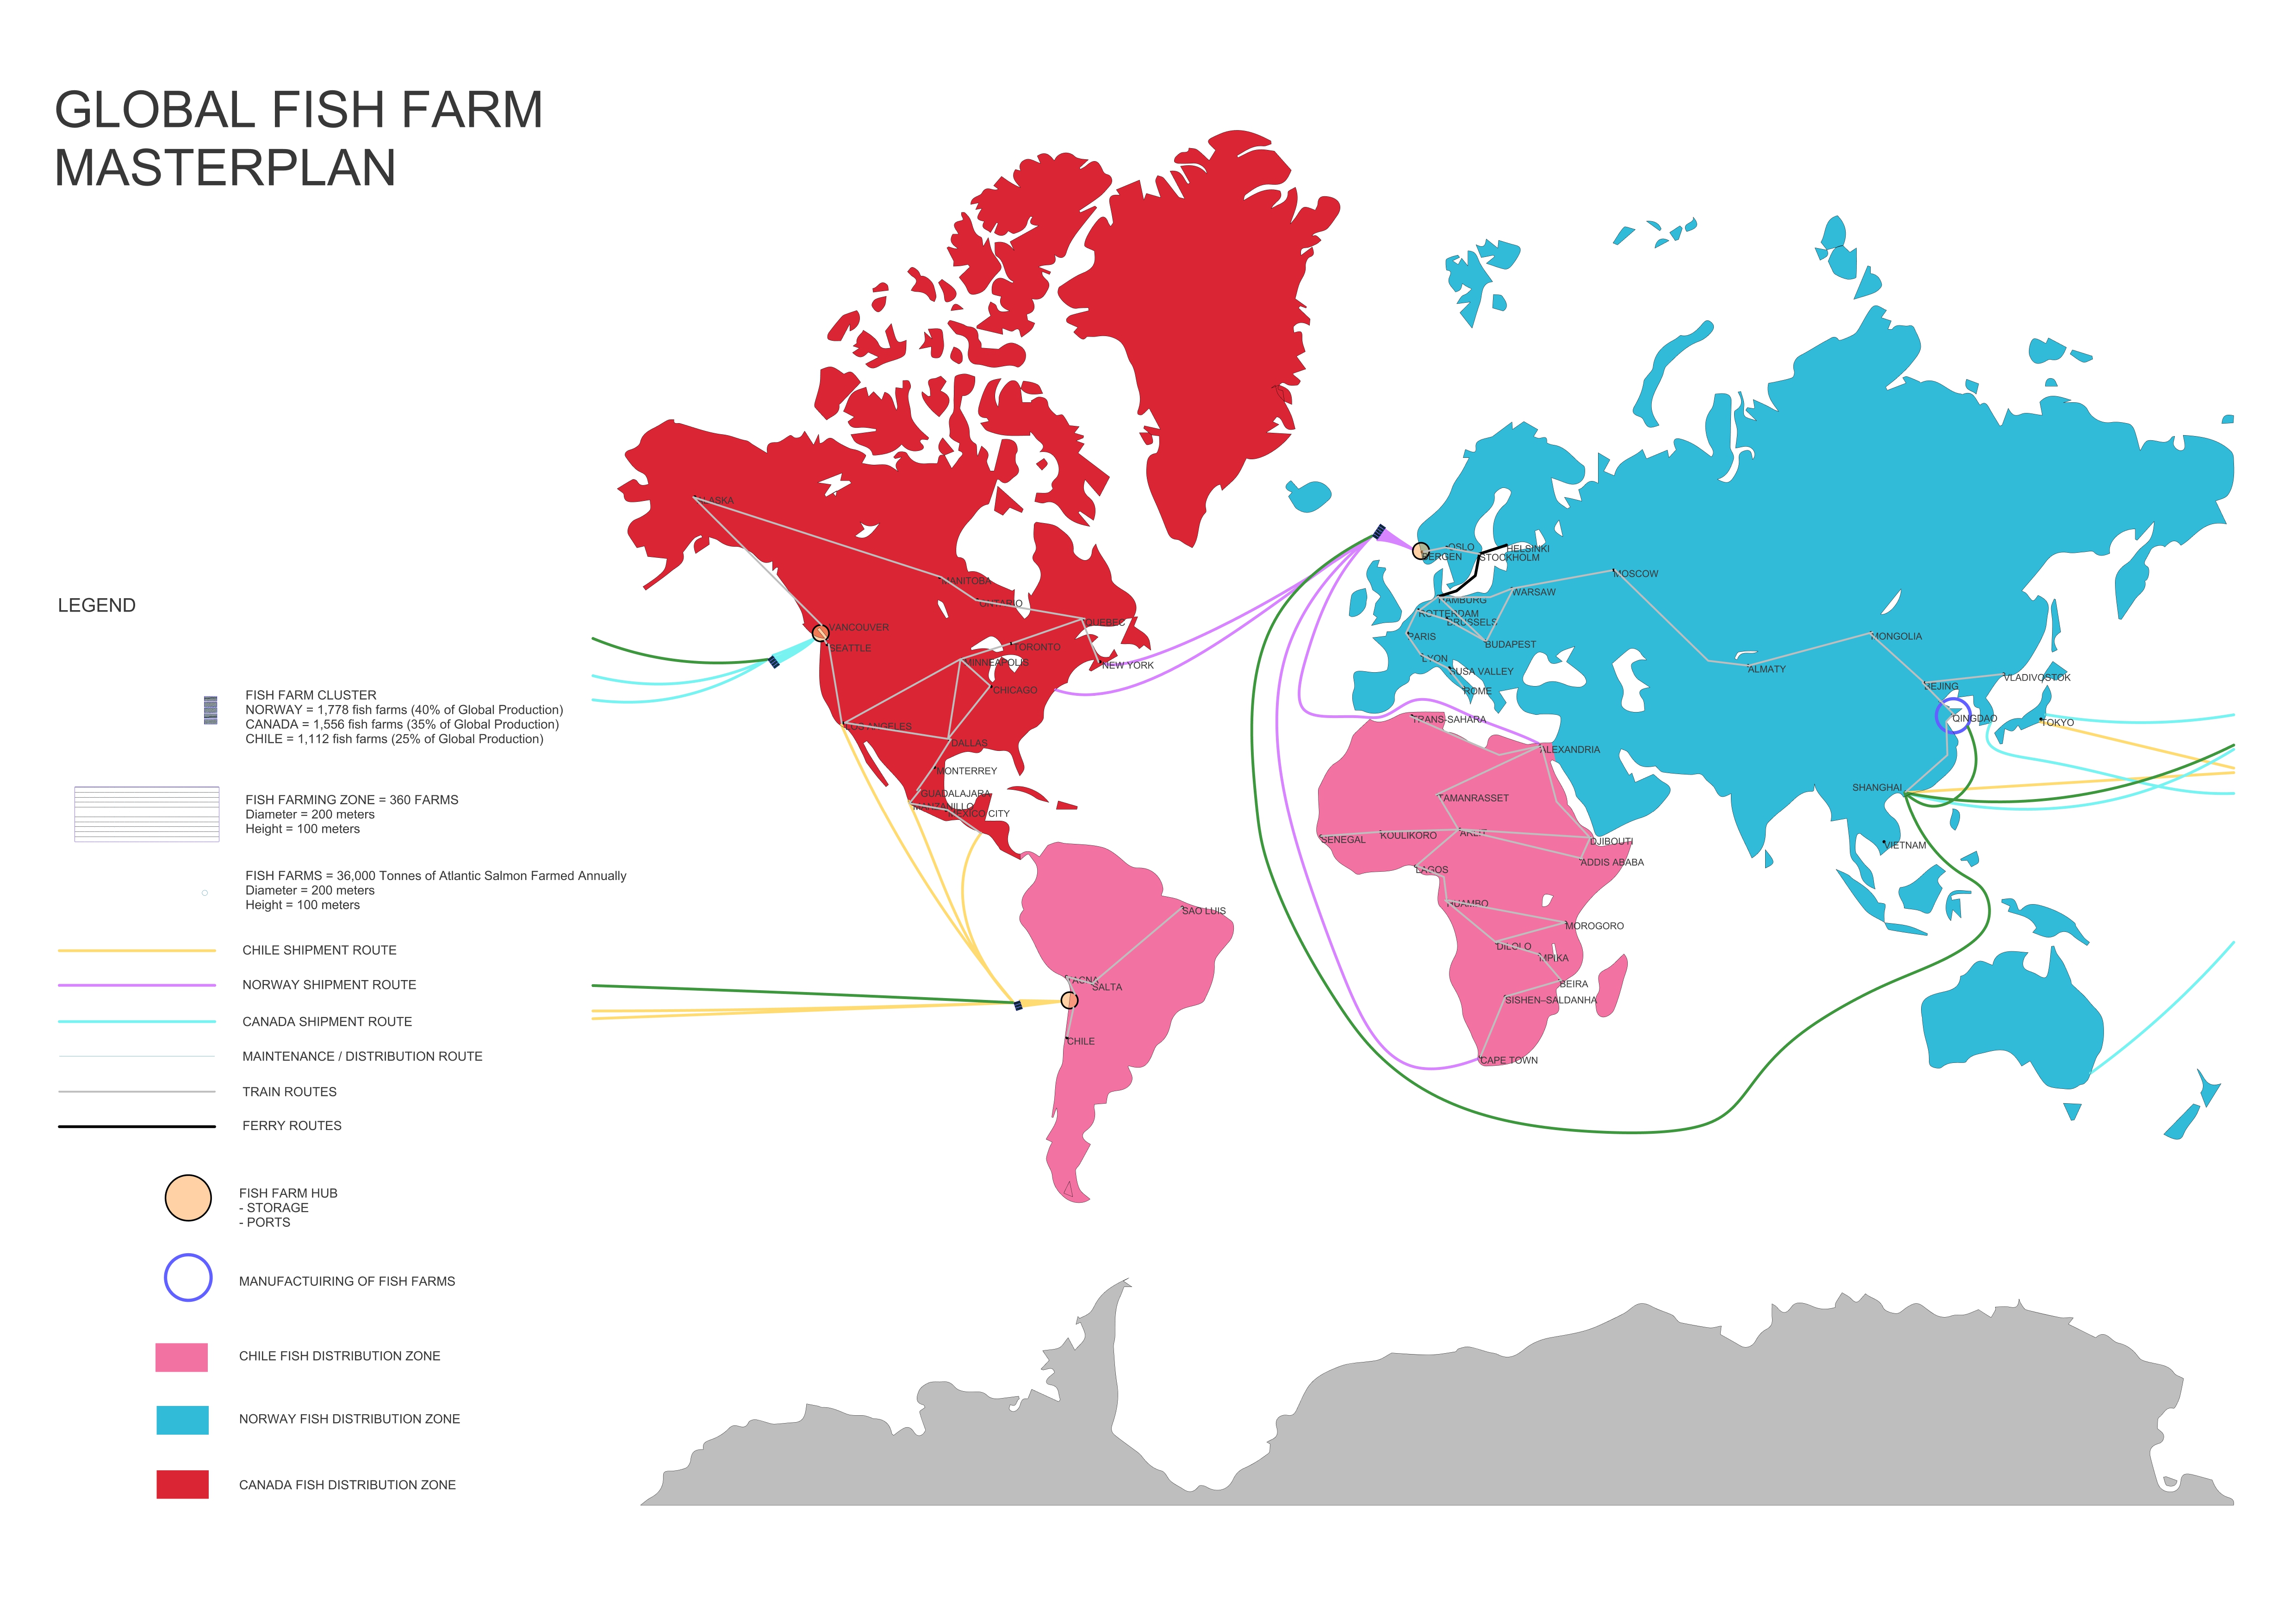 GLOBAL FISH FARM
MASTERPLAN
LEGEND
FISH FARM CLUSTER
NORWAY = 1,778 fish farms (40% of Global Production)
CANADA = 1,556 fish farms (35% of Global Production)
CHILE = 1,112 fish farms (25% of Global Production)
FISH FARMING ZONE = 360 FARMS
Diameter = 200 meters
Height = 100 meters
FISH FARMS = 36,000 Tonnes of Atlantic Salmon Farmed Annually
Diameter = 200 meters
Height = 100 meters
CHILE SHIPMENT ROUTE
NORWAY SHIPMENT ROUTE
CANADA SHIPMENT ROUTE
MAINTENANCE / DISTRIBUTION ROUTE
TRAIN ROUTES
FERRY ROUTES
FISH FARM HUB
- STORAGE
- PORTS
MANUFACTUIRING OF FISH FARMS
CHILE FISH DISTRIBUTION ZONE
NORWAY FISH DISTRIBUTION ZONE
CANADA FISH DISTRIBUTION ZONE
ALASKA
MANITOBA
ONTARIO
QUEBEC
VANCOUVER
SEATTLE
TORONTO
MINNEAPOLIS
NEW YORK
CHICAGO
LOS ANGELES
DALLAS
MONTERREY
GUADALAJARA
MANZANILLO
MEXICO CITY
SAO LUIS
TACNA
SALTA
CHILE
BERGEN
OSLO
STOCKHOLM
HELSINKI
MOSCOW
HAMBURG
WARSAW
ROTTERDAM
BRUSSELS
PARIS
BUDAPEST
LYON
SUSA VALLEY
ROME
ALMATY
MONGOLIA
BEIJING
VLADIVOSTOK
QINGDAO
TOKYO
SHANGHAI
VIETNAM
TRANS-SAHARA
ALEXANDRIA
TAMANRASSET
SENEGAL
KOULIKORO
ARLIT
DJIBOUTI
ADDIS ABABA
LAGOS
HUAMBO
MOROGORO
DILOLO
MPIKA
BEIRA
SISHEN–SALDANHA
CAPE TOWN